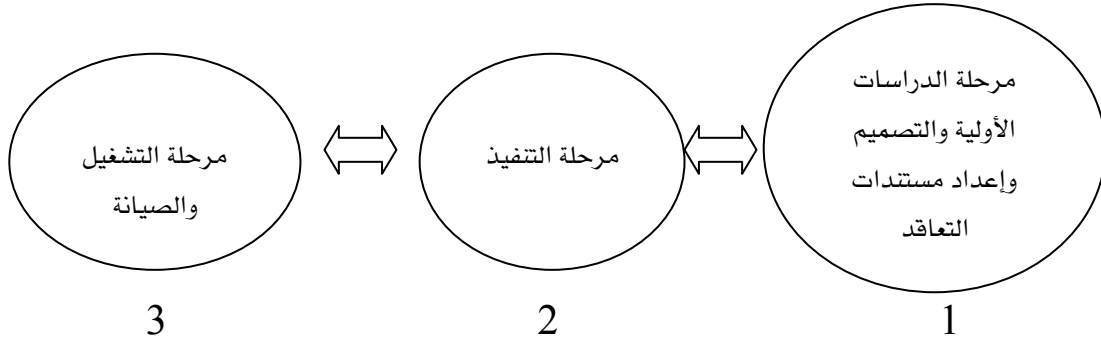 مرحلة الدراسات
الأولية والتصميم
وإعداد مستندات
التعاقد
مرحلة التنفيذ
مرحلة التشغيل
والصيانة
1
2
3